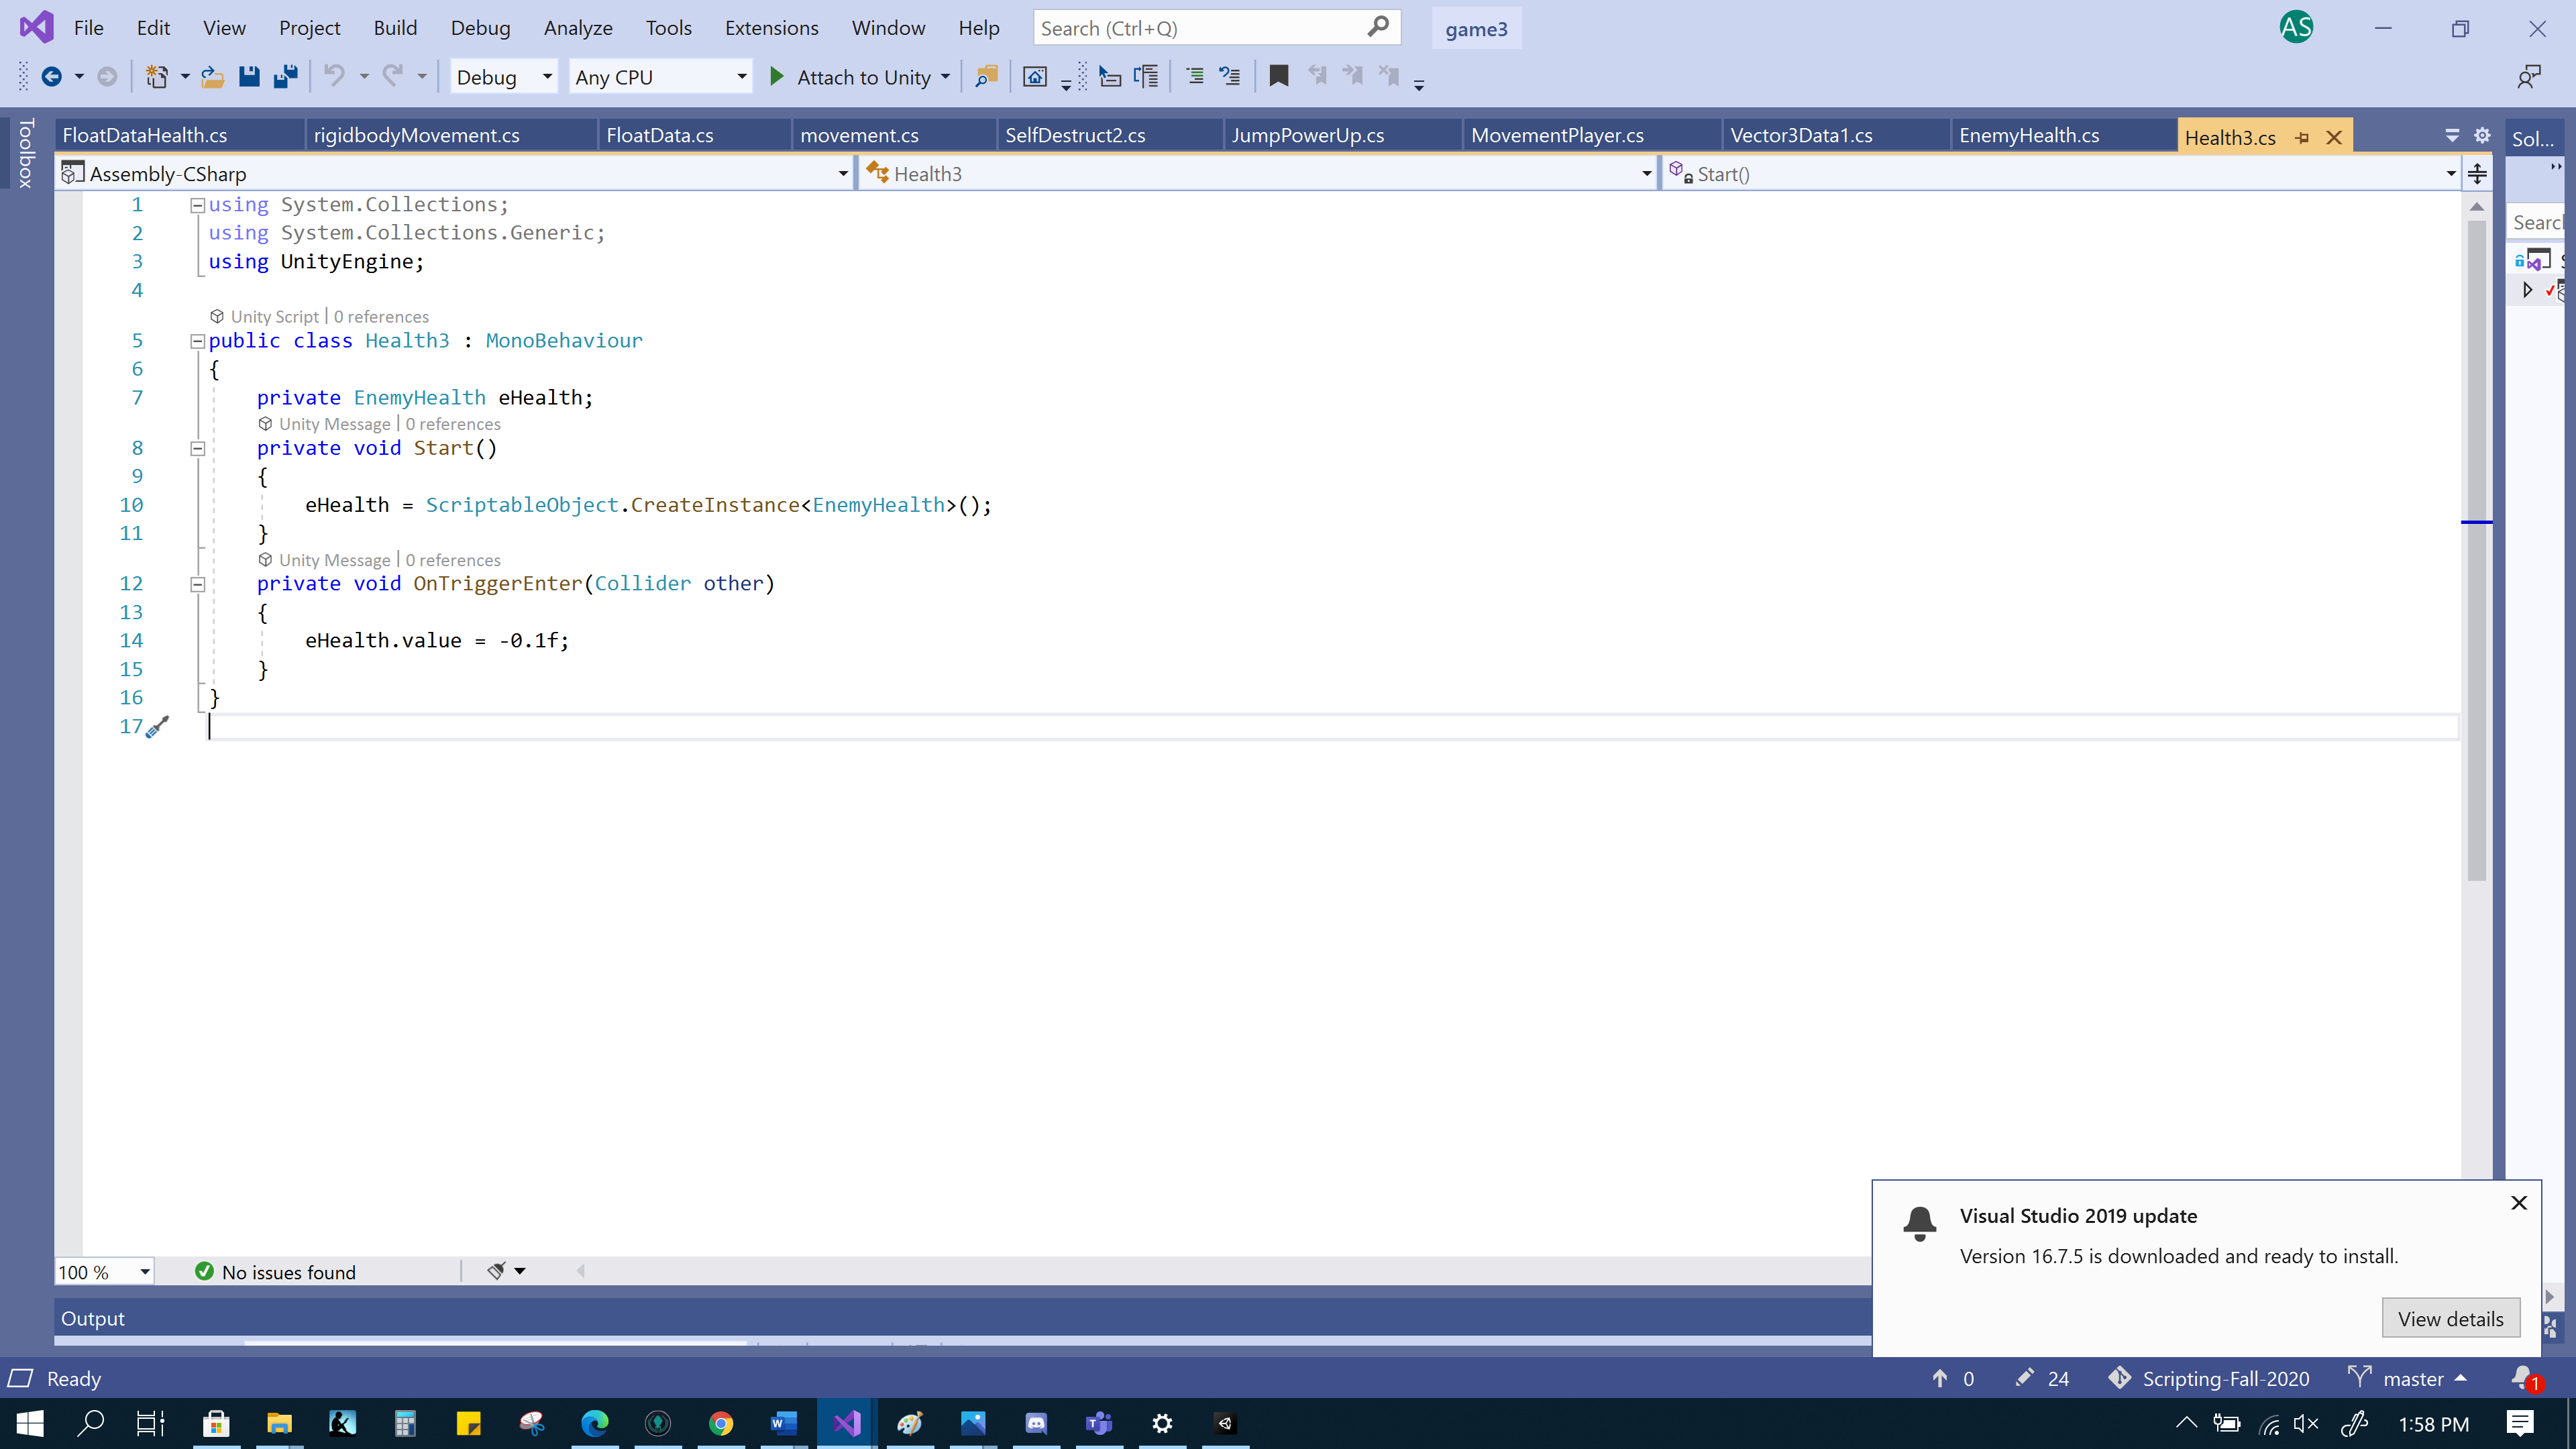 File Edit View Project Build Debug Analyze Tools Extensions Window Help Search (Ctrl+Q) game3 AS
Debug Any CPU Attach to Unity
Toolbox
FloatDataHealth.cs rigidbodyMovement.cs FloatData.cs movement.cs SelfDestruct2.cs JumpPowerUp.cs MovementPlayer.cs Vector3Data1.cs EnemyHealth.cs Health3.cs Sol...
Assembly-CSharp Health3 Start()
1 using System.Collections;
2 using System.Collections.Generic;
3 using UnityEngine;
4
Unity Script | 0 references
5 public class Health3 : MonoBehaviour
6 {
7 private EnemyHealth eHealth;
Unity Message | 0 references
8 private void Start()
9 {
10 eHealth = ScriptableObject.CreateInstance<EnemyHealth>();
11 }
Unity Message | 0 references
12 private void OnTriggerEnter(Collider other)
13 {
14 eHealth.value = -0.1f;
15 }
16 }
17
100 % No issues found
Output
Visual Studio 2019 update
Version 16.7.5 is downloaded and ready to install.
View details
Ready 0 24 Scripting-Fall-2020 master 1
1:58 PM